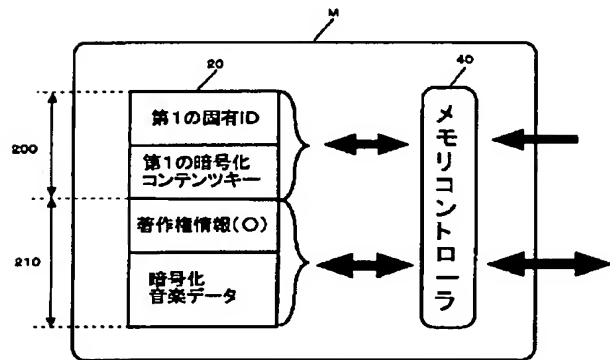 M
20
40
第1の固有ID
第1の暗号化
コンテンツキー
著作権情報(O)
暗号化
音楽データ
200
210
メモリコントローラ